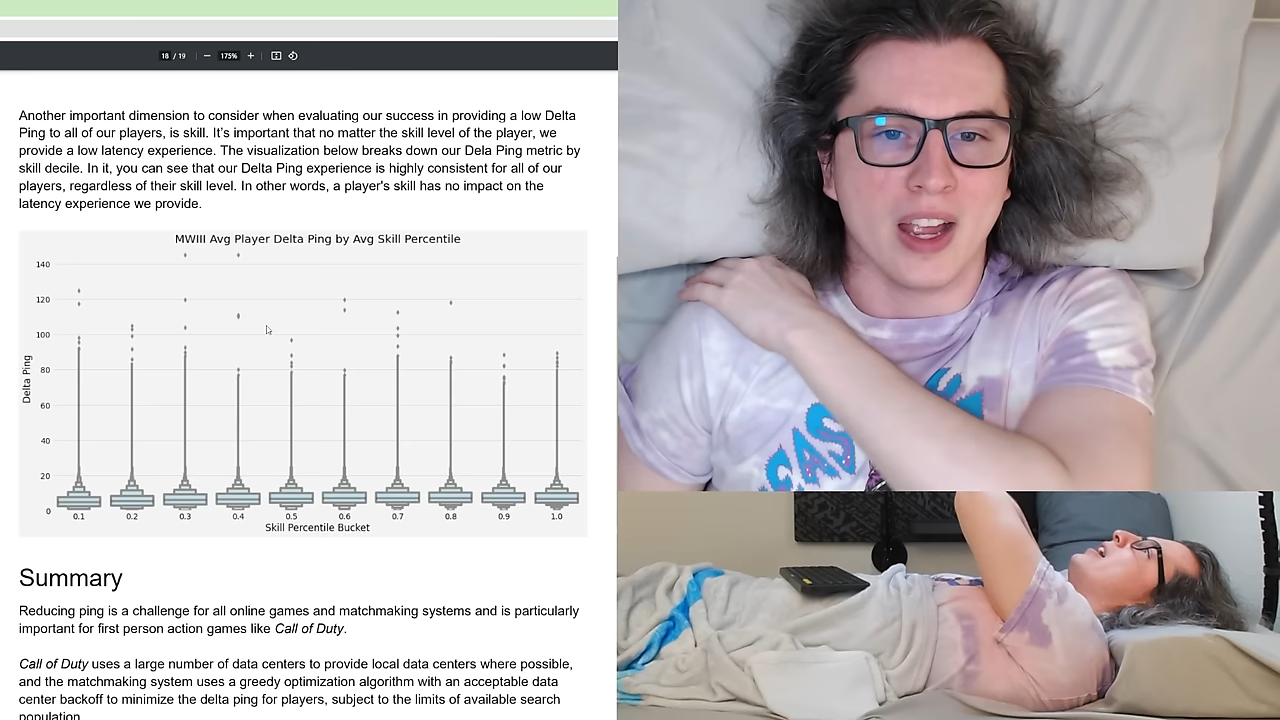 18 / 19
175%
Another important dimension to consider when evaluating our success in providing a low Delta
Ping to all of our players, is skill. It's important that no matter the skill level of the player, we
provide a low latency experience. The visualization below breaks down our Dela Ping metric by
skill decile. In it, you can see that our Delta Ping experience is highly consistent for all of our
players, regardless of their skill level. In other words, a player's skill has no impact on the
latency experience we provide.
MWIII Avg Player Delta Ping by Avg Skill Percentile
140
120
100
80
60
40
20
0
Delta Ping
0.1 0.2 0.3 0.4 0.5 0.6 0.7 0.8 0.9 1.0
Skill Percentile Bucket
Summary
Reducing ping is a challenge for all online games and matchmaking systems and is particularly
important for first person action games like Call of Duty.
Call of Duty uses a large number of data centers to provide local data centers where possible,
and the matchmaking system uses a greedy optimization algorithm with an acceptable data
center backoff to minimize the delta ping for players, subject to the limits of available search
population